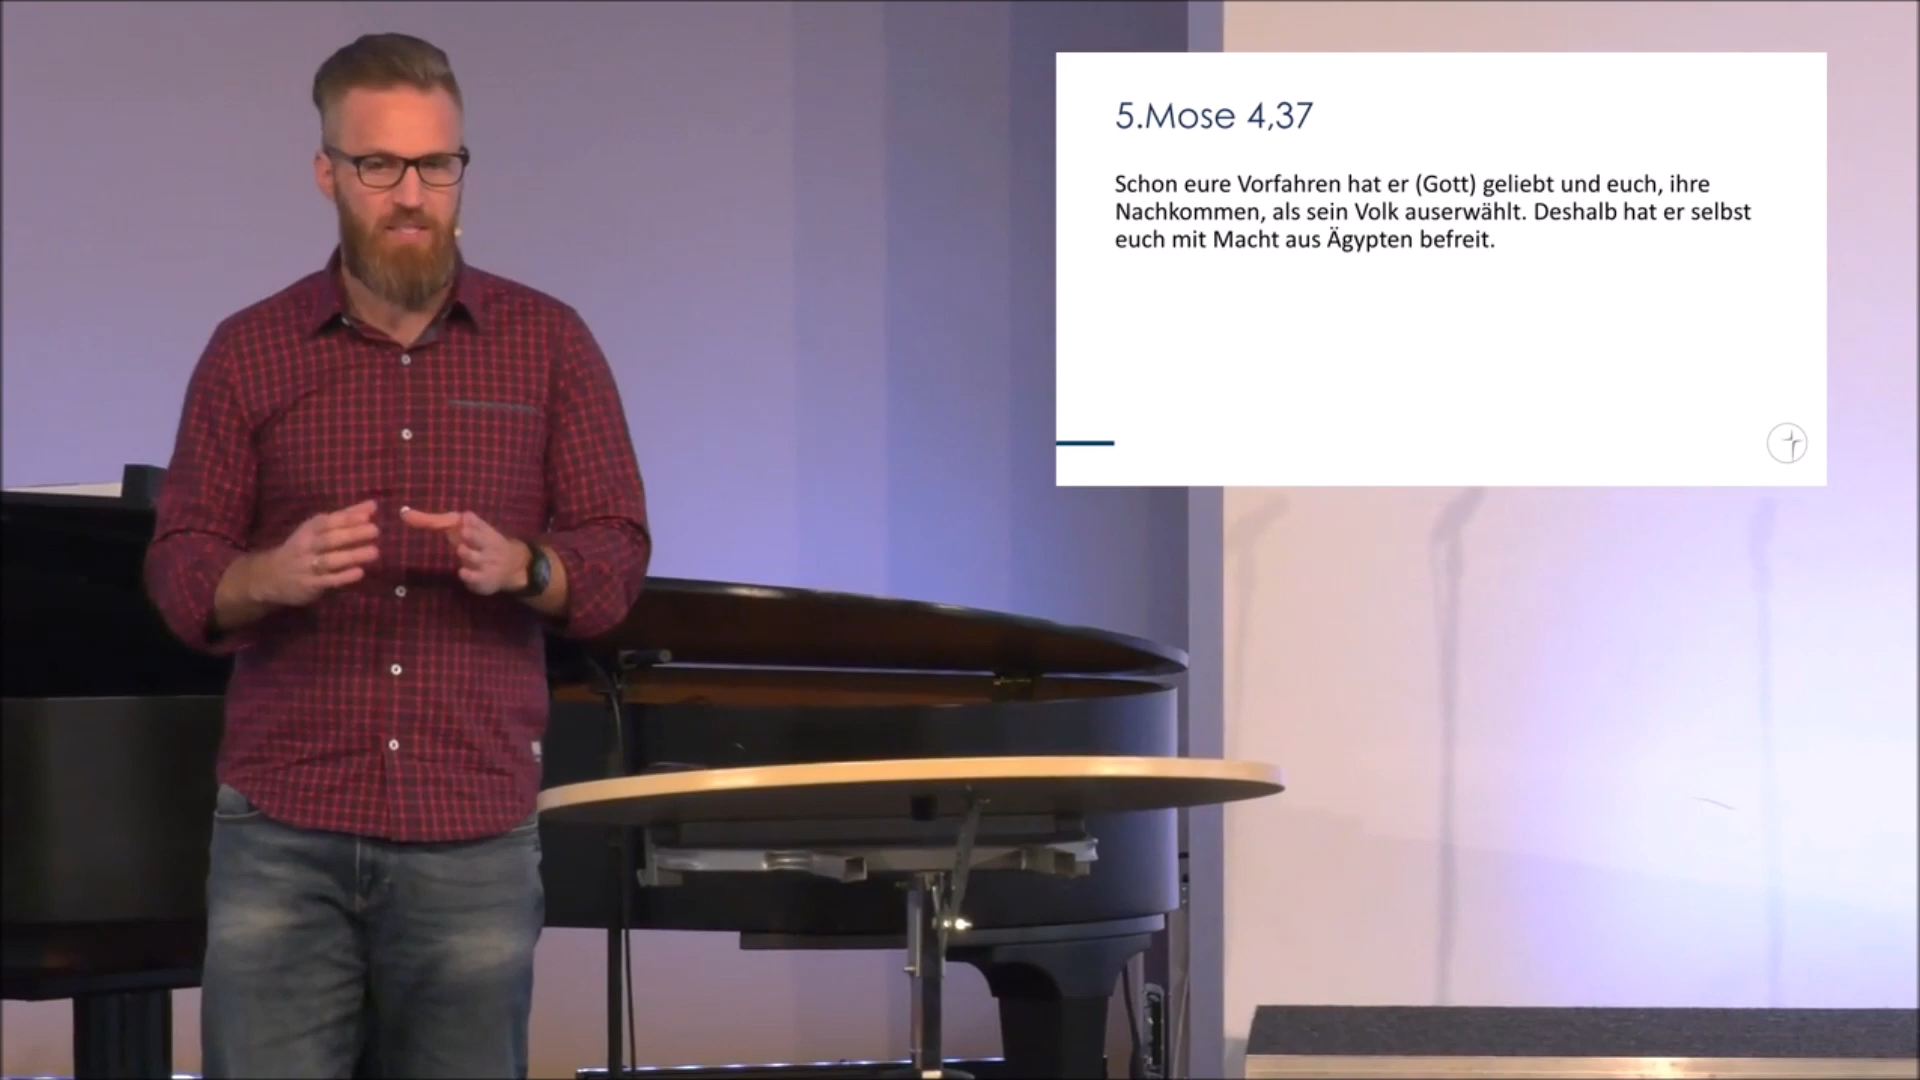 5.Mose 4,37
Schon eure Vorfahren hat er (Gott) geliebt und euch, ihre
Nachkommen, als sein Volk auserwählt. Deshalb hat er selbst
euch mit Macht aus Ägypten befreit.